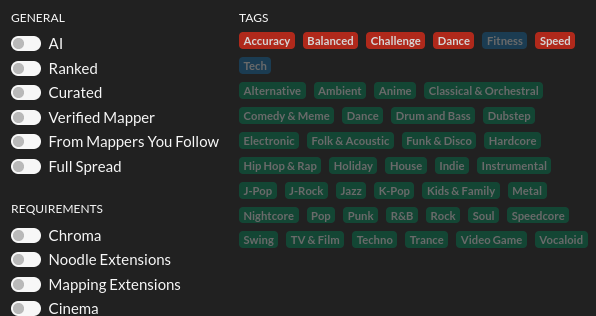 GENERAL
AI
Ranked
Curated
Verified Mapper
From Mappers You Follow
Full Spread
REQUIREMENTS
Chroma
Noodle Extensions
Mapping Extensions
Cinema
TAGS
Accuracy Balanced Challenge Dance Fitness Speed
Tech
Alternative Ambient Anime Classical & Orchestral
Comedy & Meme Dance Drum and Bass Dubstep
Electronic Folk & Acoustic Funk & Disco Hardcore
Hip Hop & Rap Holiday House Indie Instrumental
J-Pop J-Rock Jazz K-Pop Kids & Family Metal
Nightcore Pop Punk R&B Rock Soul Speedcore
Swing TV & Film Techno Trance Video Game Vocaloid